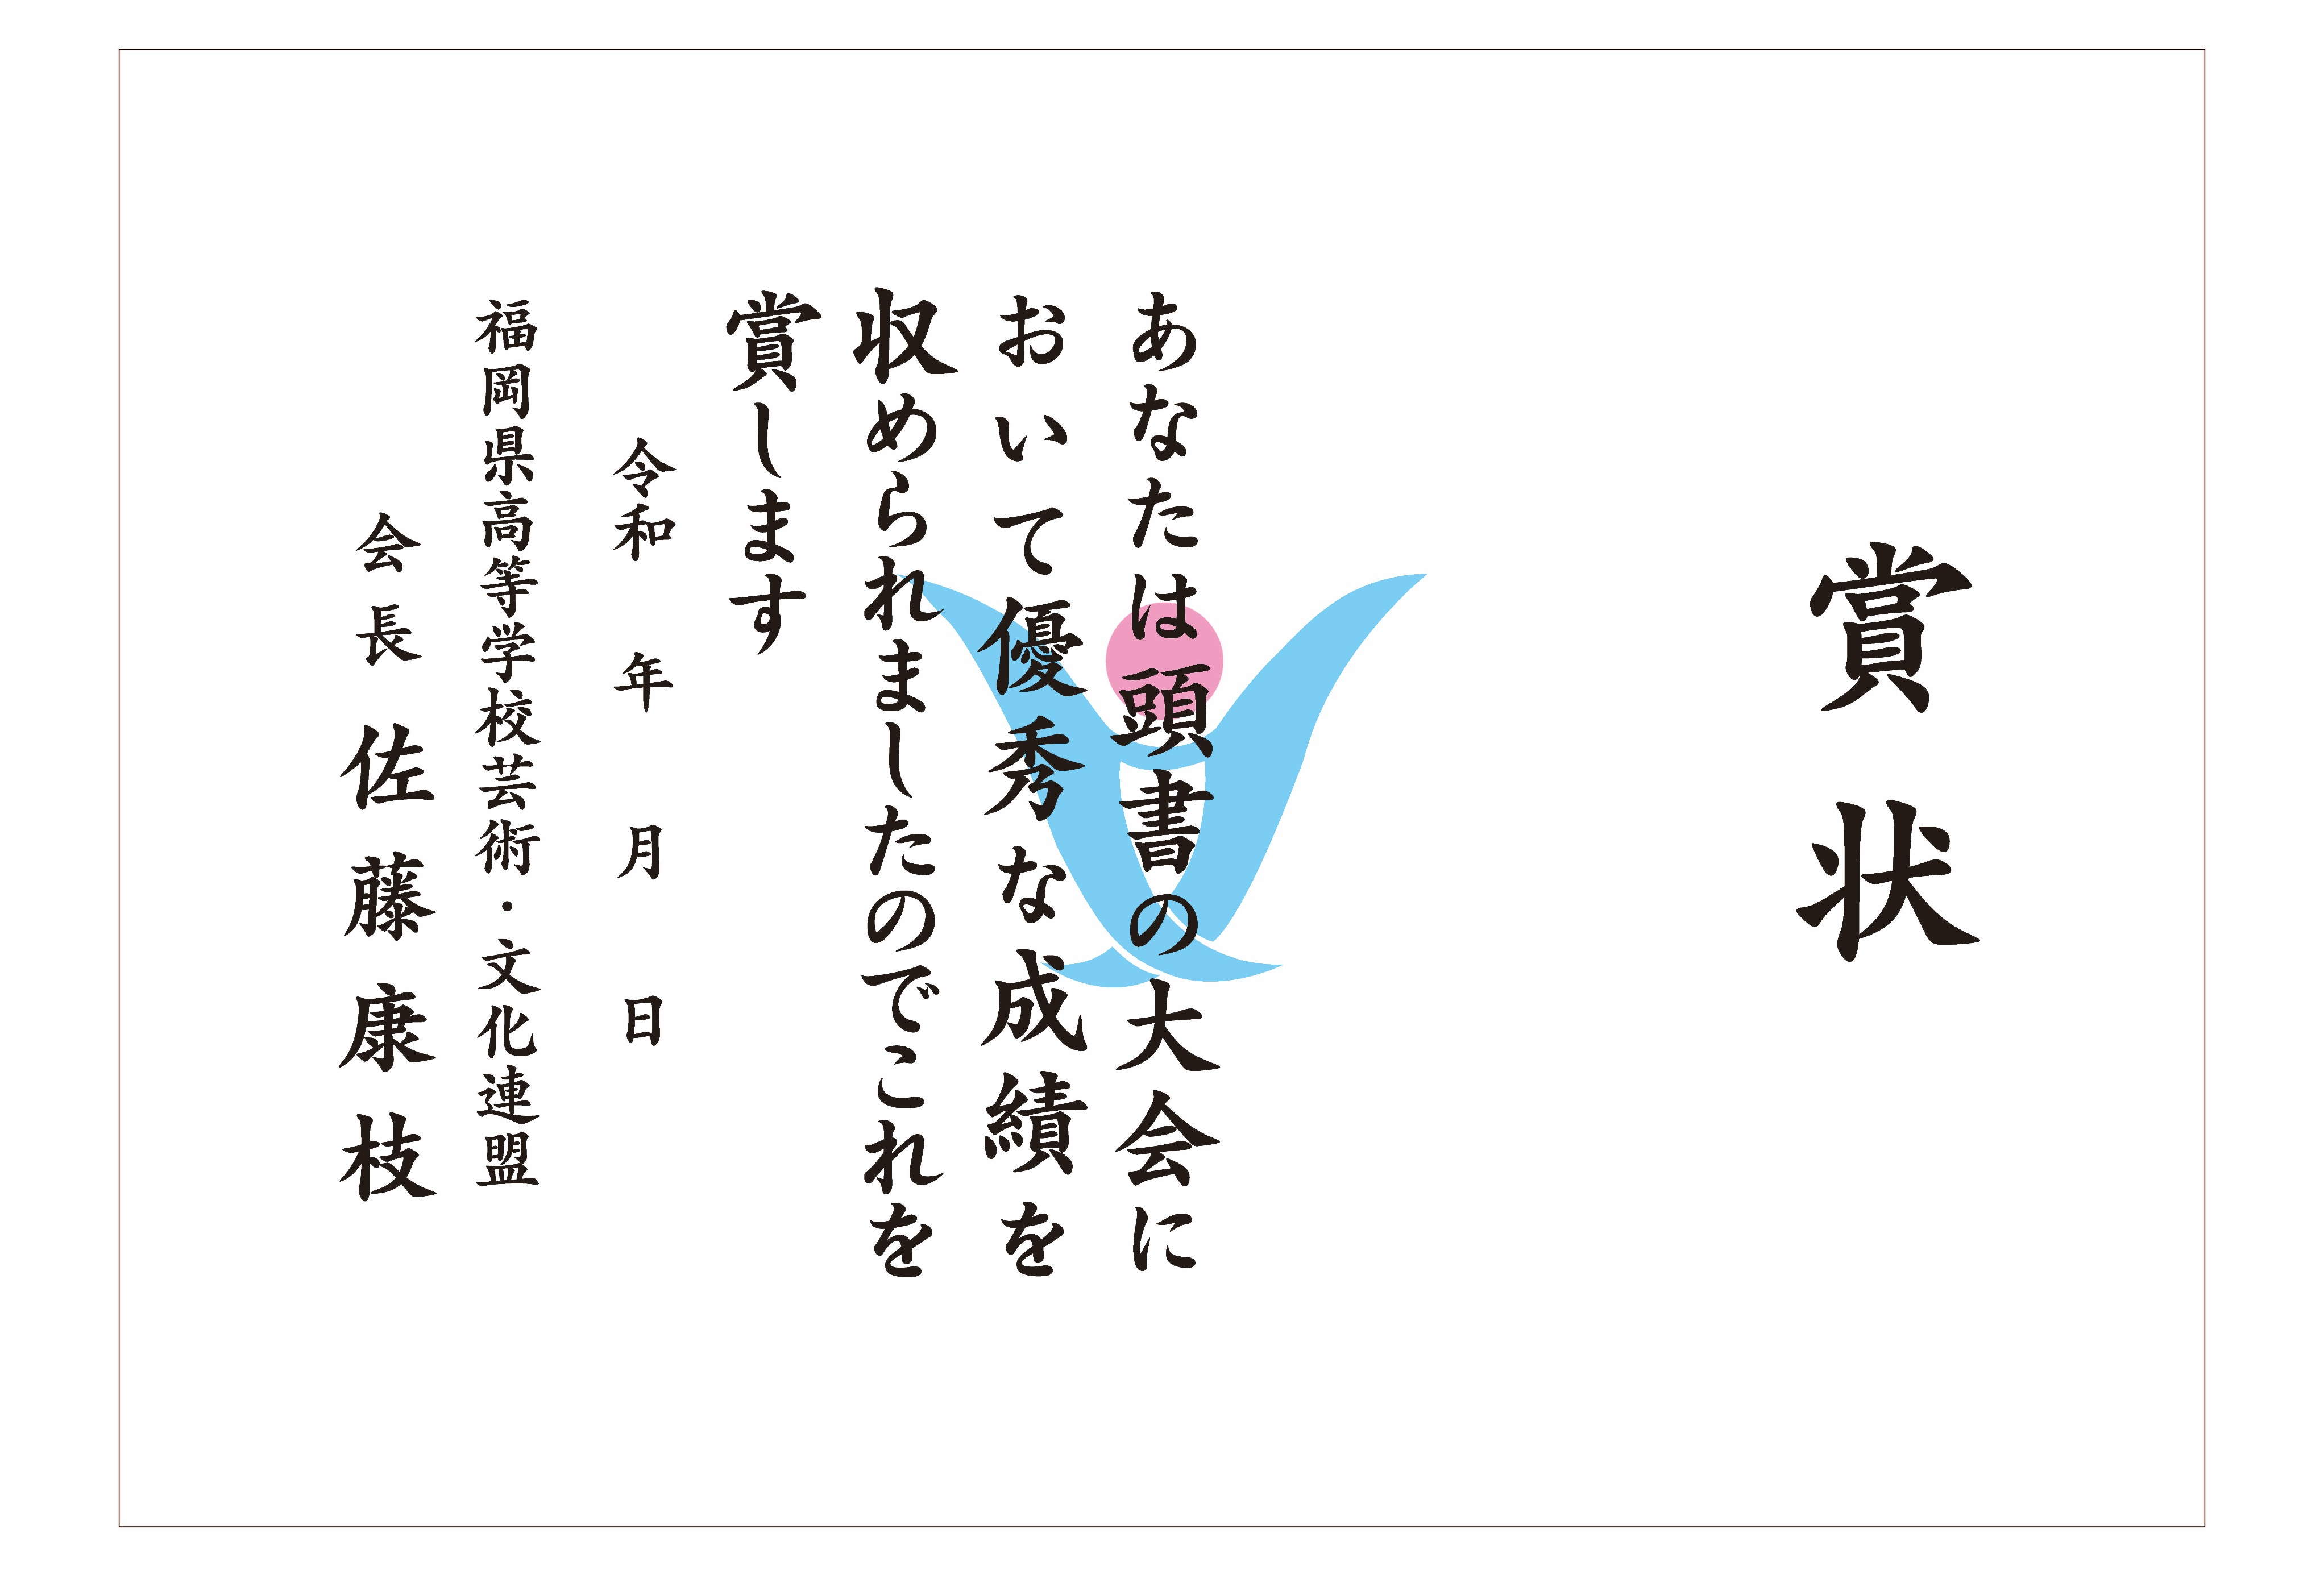 賞状
あなたは頭書の大会に
おいて優秀な成績を
収められましたのでこれを
賞します
令和 年 月 日
福岡県高等学校芸術・文化連盟
会長 佐藤康枝